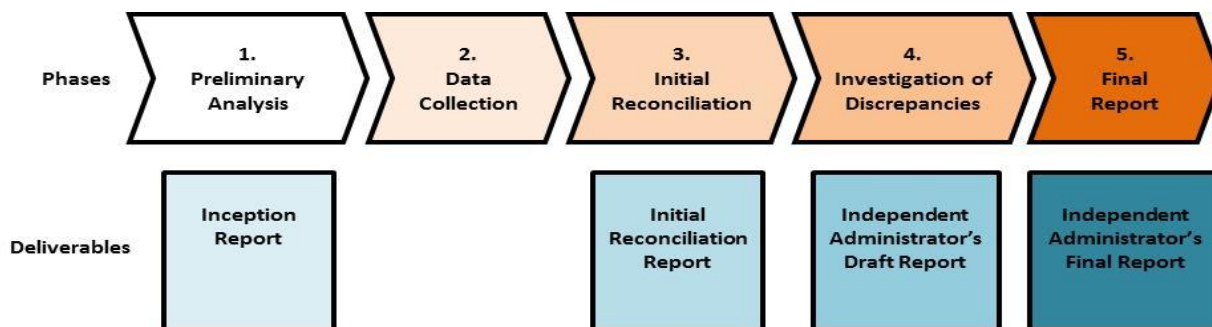 Phases
1.
Preliminary
Analysis
2.
Data
Collection
3.
Initial
Reconciliation
4.
Investigation of
Discrepancies
5.
Final
Report
Deliverables
Inception
Report
Initial
Reconciliation
Report
Independent
Administrator’s
Draft Report
Independent
Administrator’s
Final Report